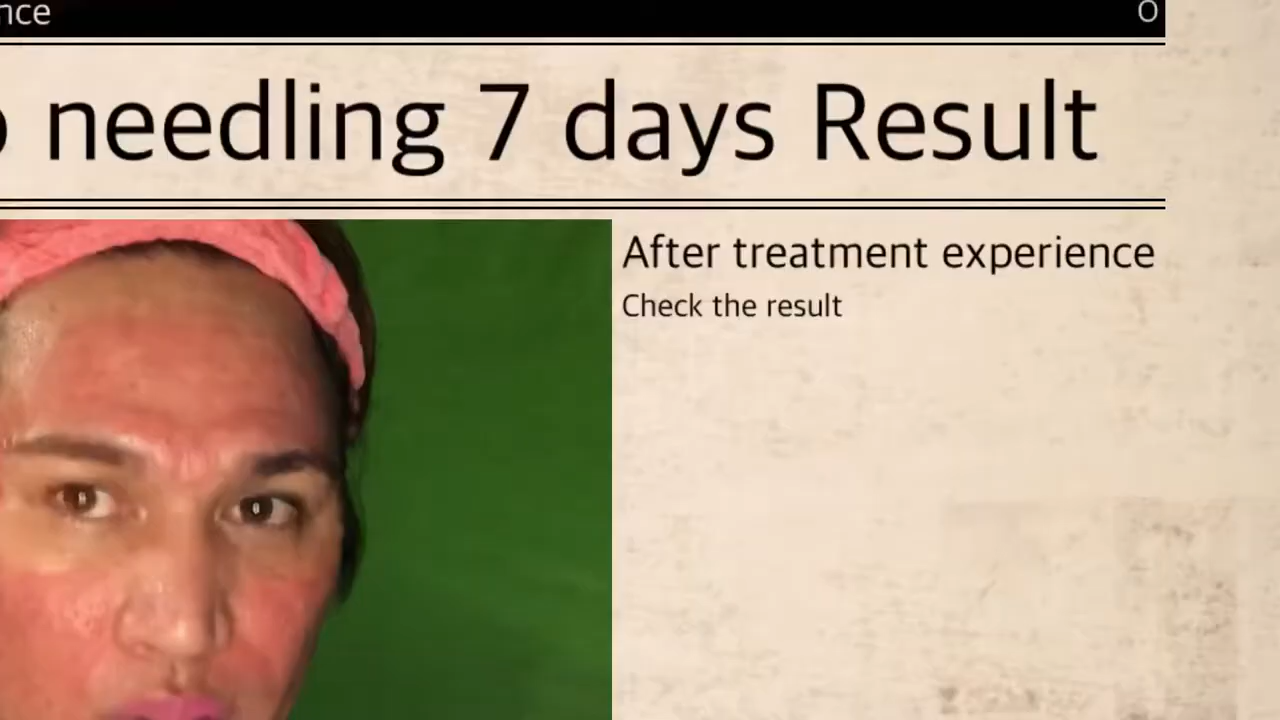 nce O
needling 7 days Result
After treatment experience
Check the result